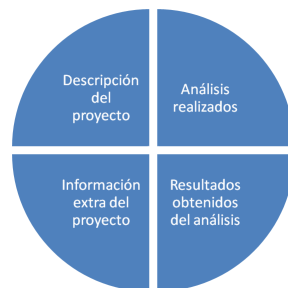 Descripción
del
proyecto
Análisis
realizados
Información
extra del
proyecto
Resultados
obtenidos
del análisis